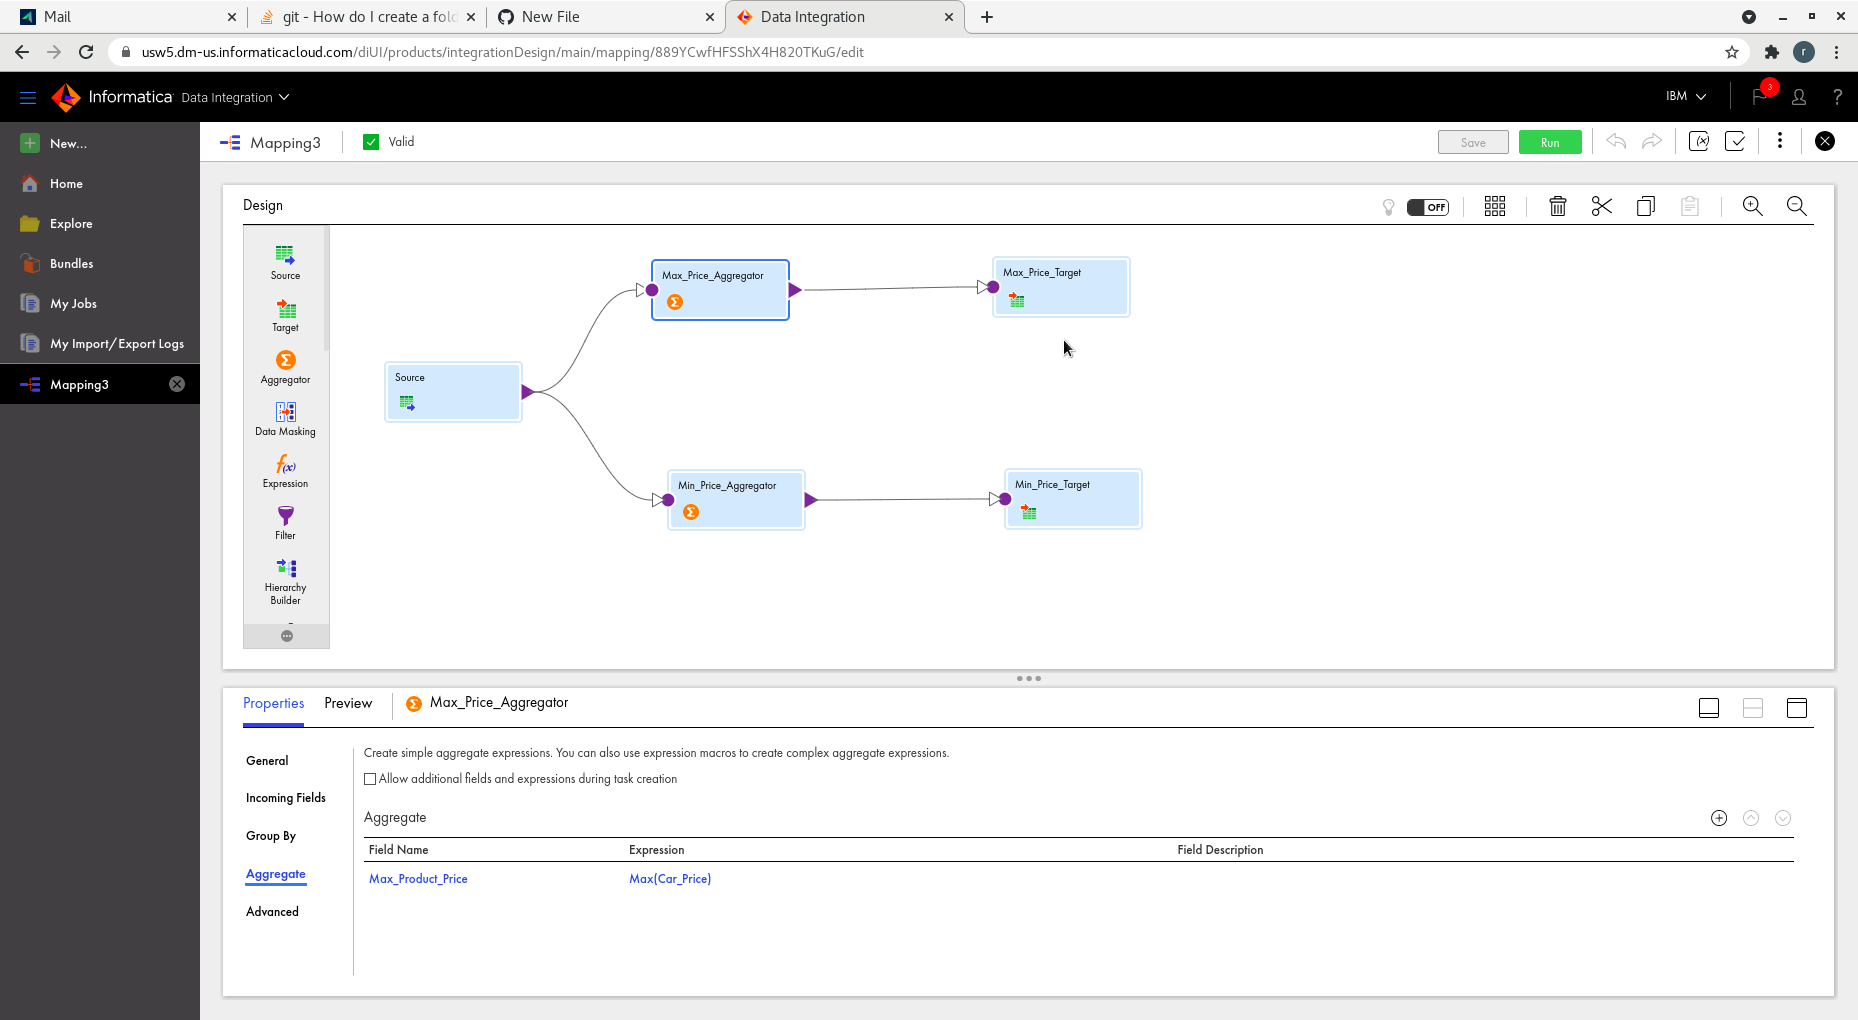 Mail
git - How do I create a fold
New File
Data Integration
usw5.dm-us.informaticacloud.com/diUI/products/integrationDesign/main/mapping/889YCwfHFSShX4H820TKuG/edit
r
Informatica Data Integration
IBM
3
?
New...
Home
Explore
Bundles
My Jobs
My Import/Export Logs
Mapping3
Mapping3
Valid
Save
Run
Design
OFF
Source
Target
Aggregator
Data Masking
Expression
Filter
Hierarchy
Builder
Max_Price_Aggregator
Max_Price_Target
Source
Min_Price_Aggregator
Min_Price_Target
Properties
Preview
Max_Price_Aggregator
General
Incoming Fields
Group By
Aggregate
Advanced
Create simple aggregate expressions. You can also use expression macros to create complex aggregate expressions.
Allow additional fields and expressions during task creation
Aggregate
Field Name
Expression
Field Description
Max_Product_Price
Max(Car_Price)